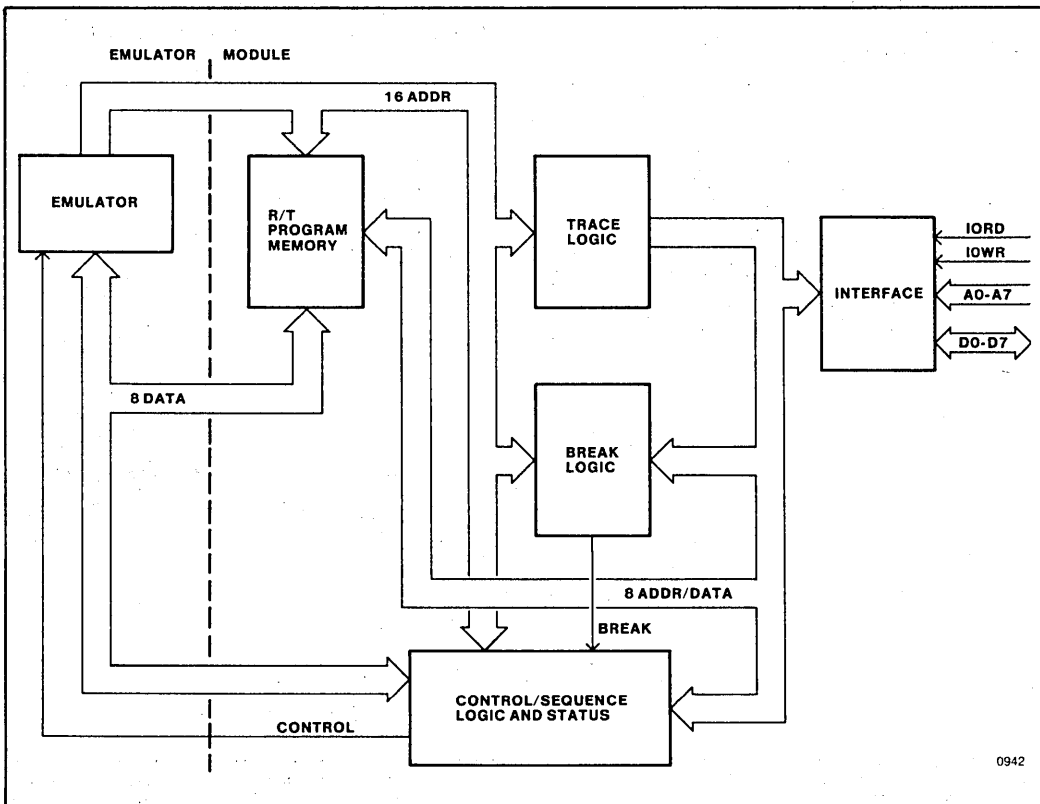 EMULATOR MODULE
16 ADDR
EMULATOR
R/T
PROGRAM
MEMORY
TRACE
LOGIC
INTERFACE
IORD
IOWR
A0-A7
D0-D7
8 DATA
BREAK
LOGIC
8 ADDR/DATA
BREAK
CONTROL/SEQUENCE
LOGIC AND STATUS
CONTROL
0942